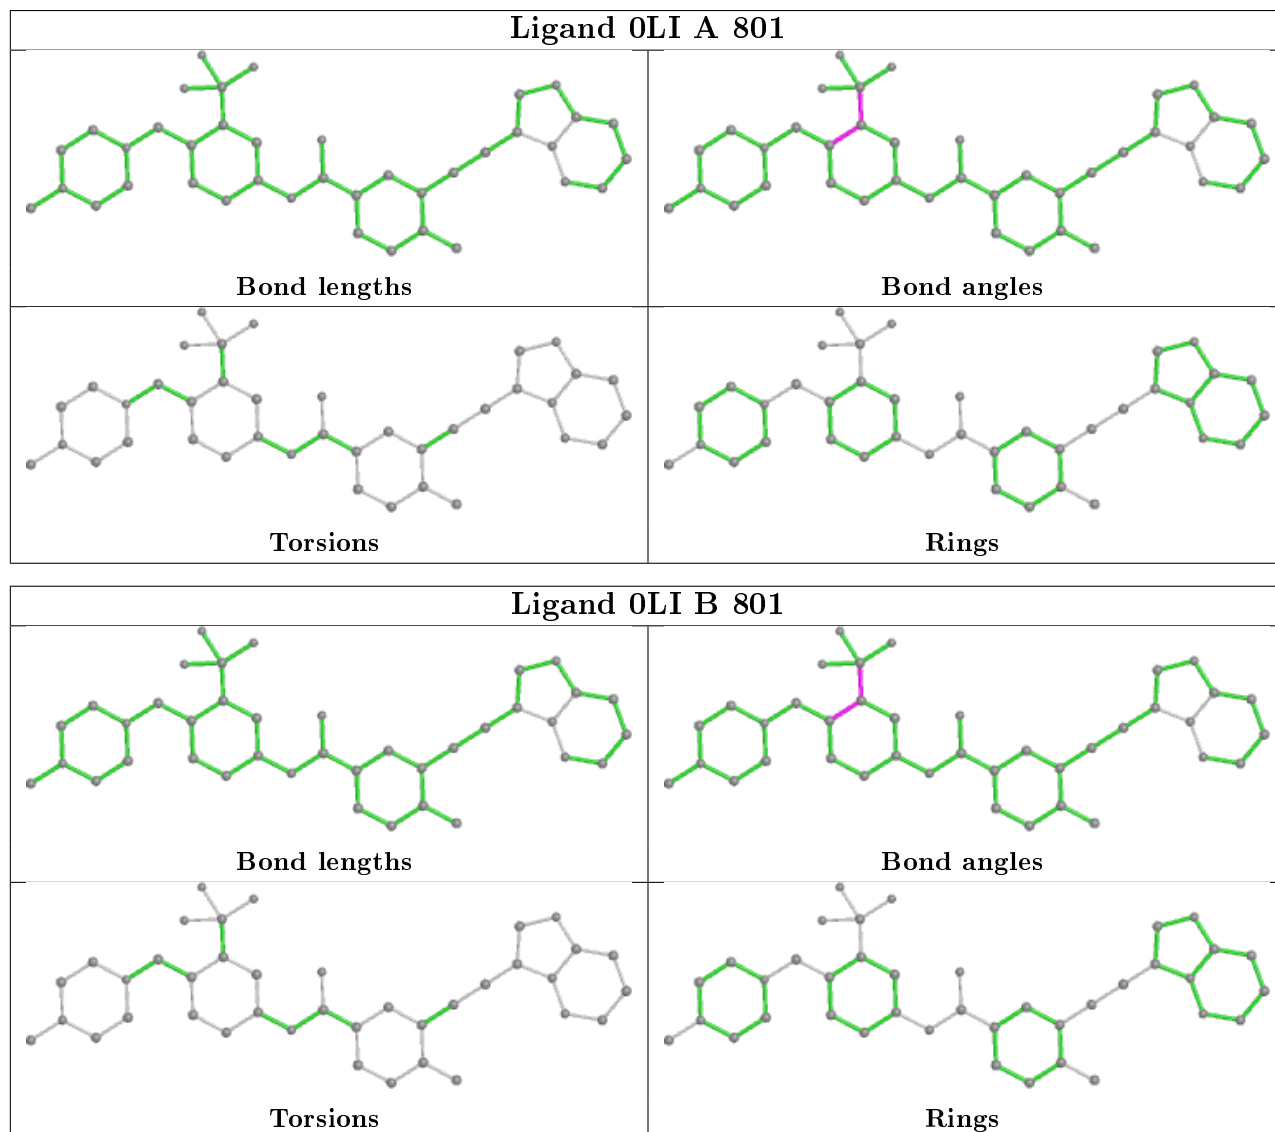 Ligand 0LI A 801
Bond lengths
Bond angles
Torsions
Rings
Ligand 0LI B 801
Bond lengths
Bond angles
Torsions
Rings